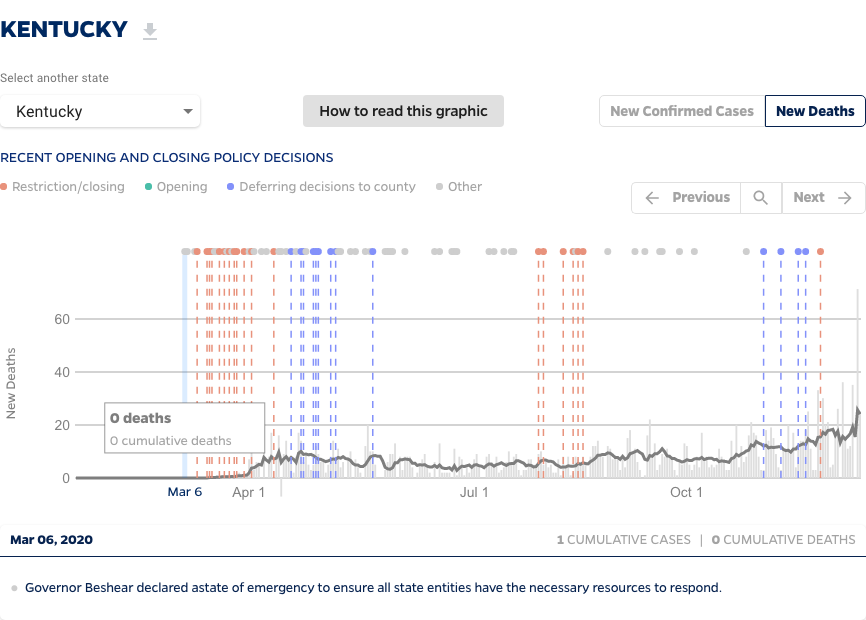 KENTUCKY
Select another state
Kentucky
How to read this graphic
New Confirmed Cases
New Deaths
RECENT OPENING AND CLOSING POLICY DECISIONS
Restriction/closing
Opening
Deferring decisions to county
Other
Previous
Next
New Deaths
60
40
20
0
0 deaths
0 cumulative deaths
Mar 6
Apr 1
Jul 1
Oct 1
Mar 06, 2020
1 CUMULATIVE CASES | 0 CUMULATIVE DEATHS
Governor Beshear declared astate of emergency to ensure all state entities have the necessary resources to respond.